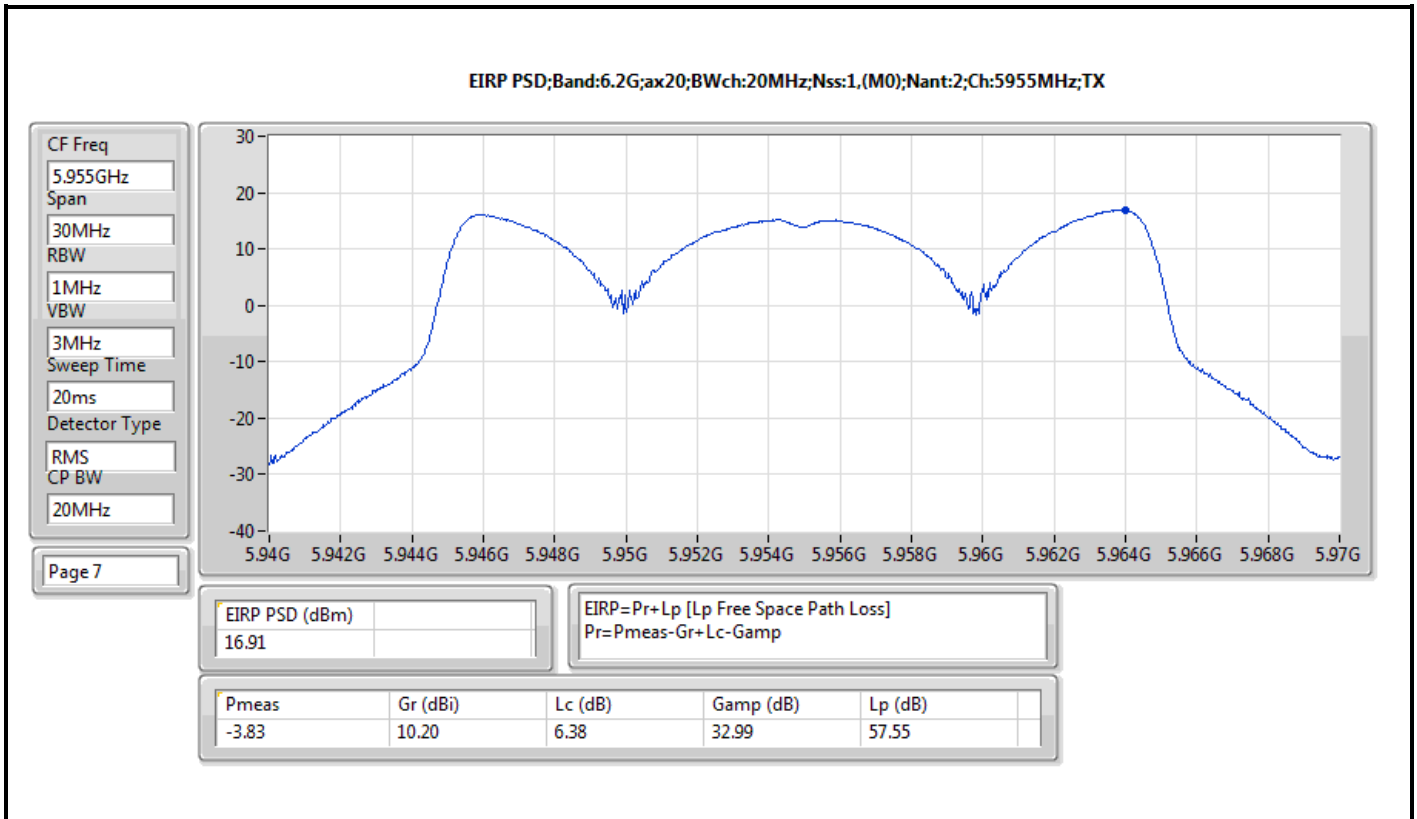 EIRP PSD;Band:6.2G;ax20;BWch:20MHz;Nss:1,(M0);Nant:2;Ch:5955MHz;TX
CF Freq
5.955GHz
Span
30MHz
RBW
1MHz
VBW
3MHz
Sweep Time
20ms
Detector Type
RMS
CP BW
20MHz
Page 7
30
20
10
0
-10
-20
-30
-40
5.94G 5.942G 5.944G 5.946G 5.948G 5.95G 5.952G 5.954G 5.956G 5.958G 5.96G 5.962G 5.964G 5.966G 5.968G 5.97G
EIRP PSD (dBm)
16.91
EIRP=Pr+Lp [Lp Free Space Path Loss]
Pr=Pmeas-Gr+Lc-Gamp
Pmeas Gr (dBi) Lc (dB) Gamp (dB) Lp (dB)
-3.83 10.20 6.38 32.99 57.55